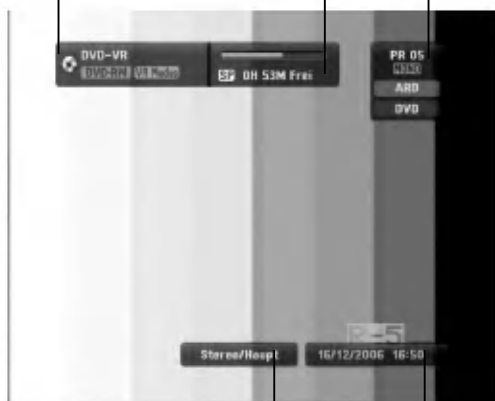 DVD-VR
DVD-RW VR Modus
SP 0H 53M Frei
PR 05
MONO
ARD
DVD
R-5
Stereo/Haupt
16/12/2006 16:50